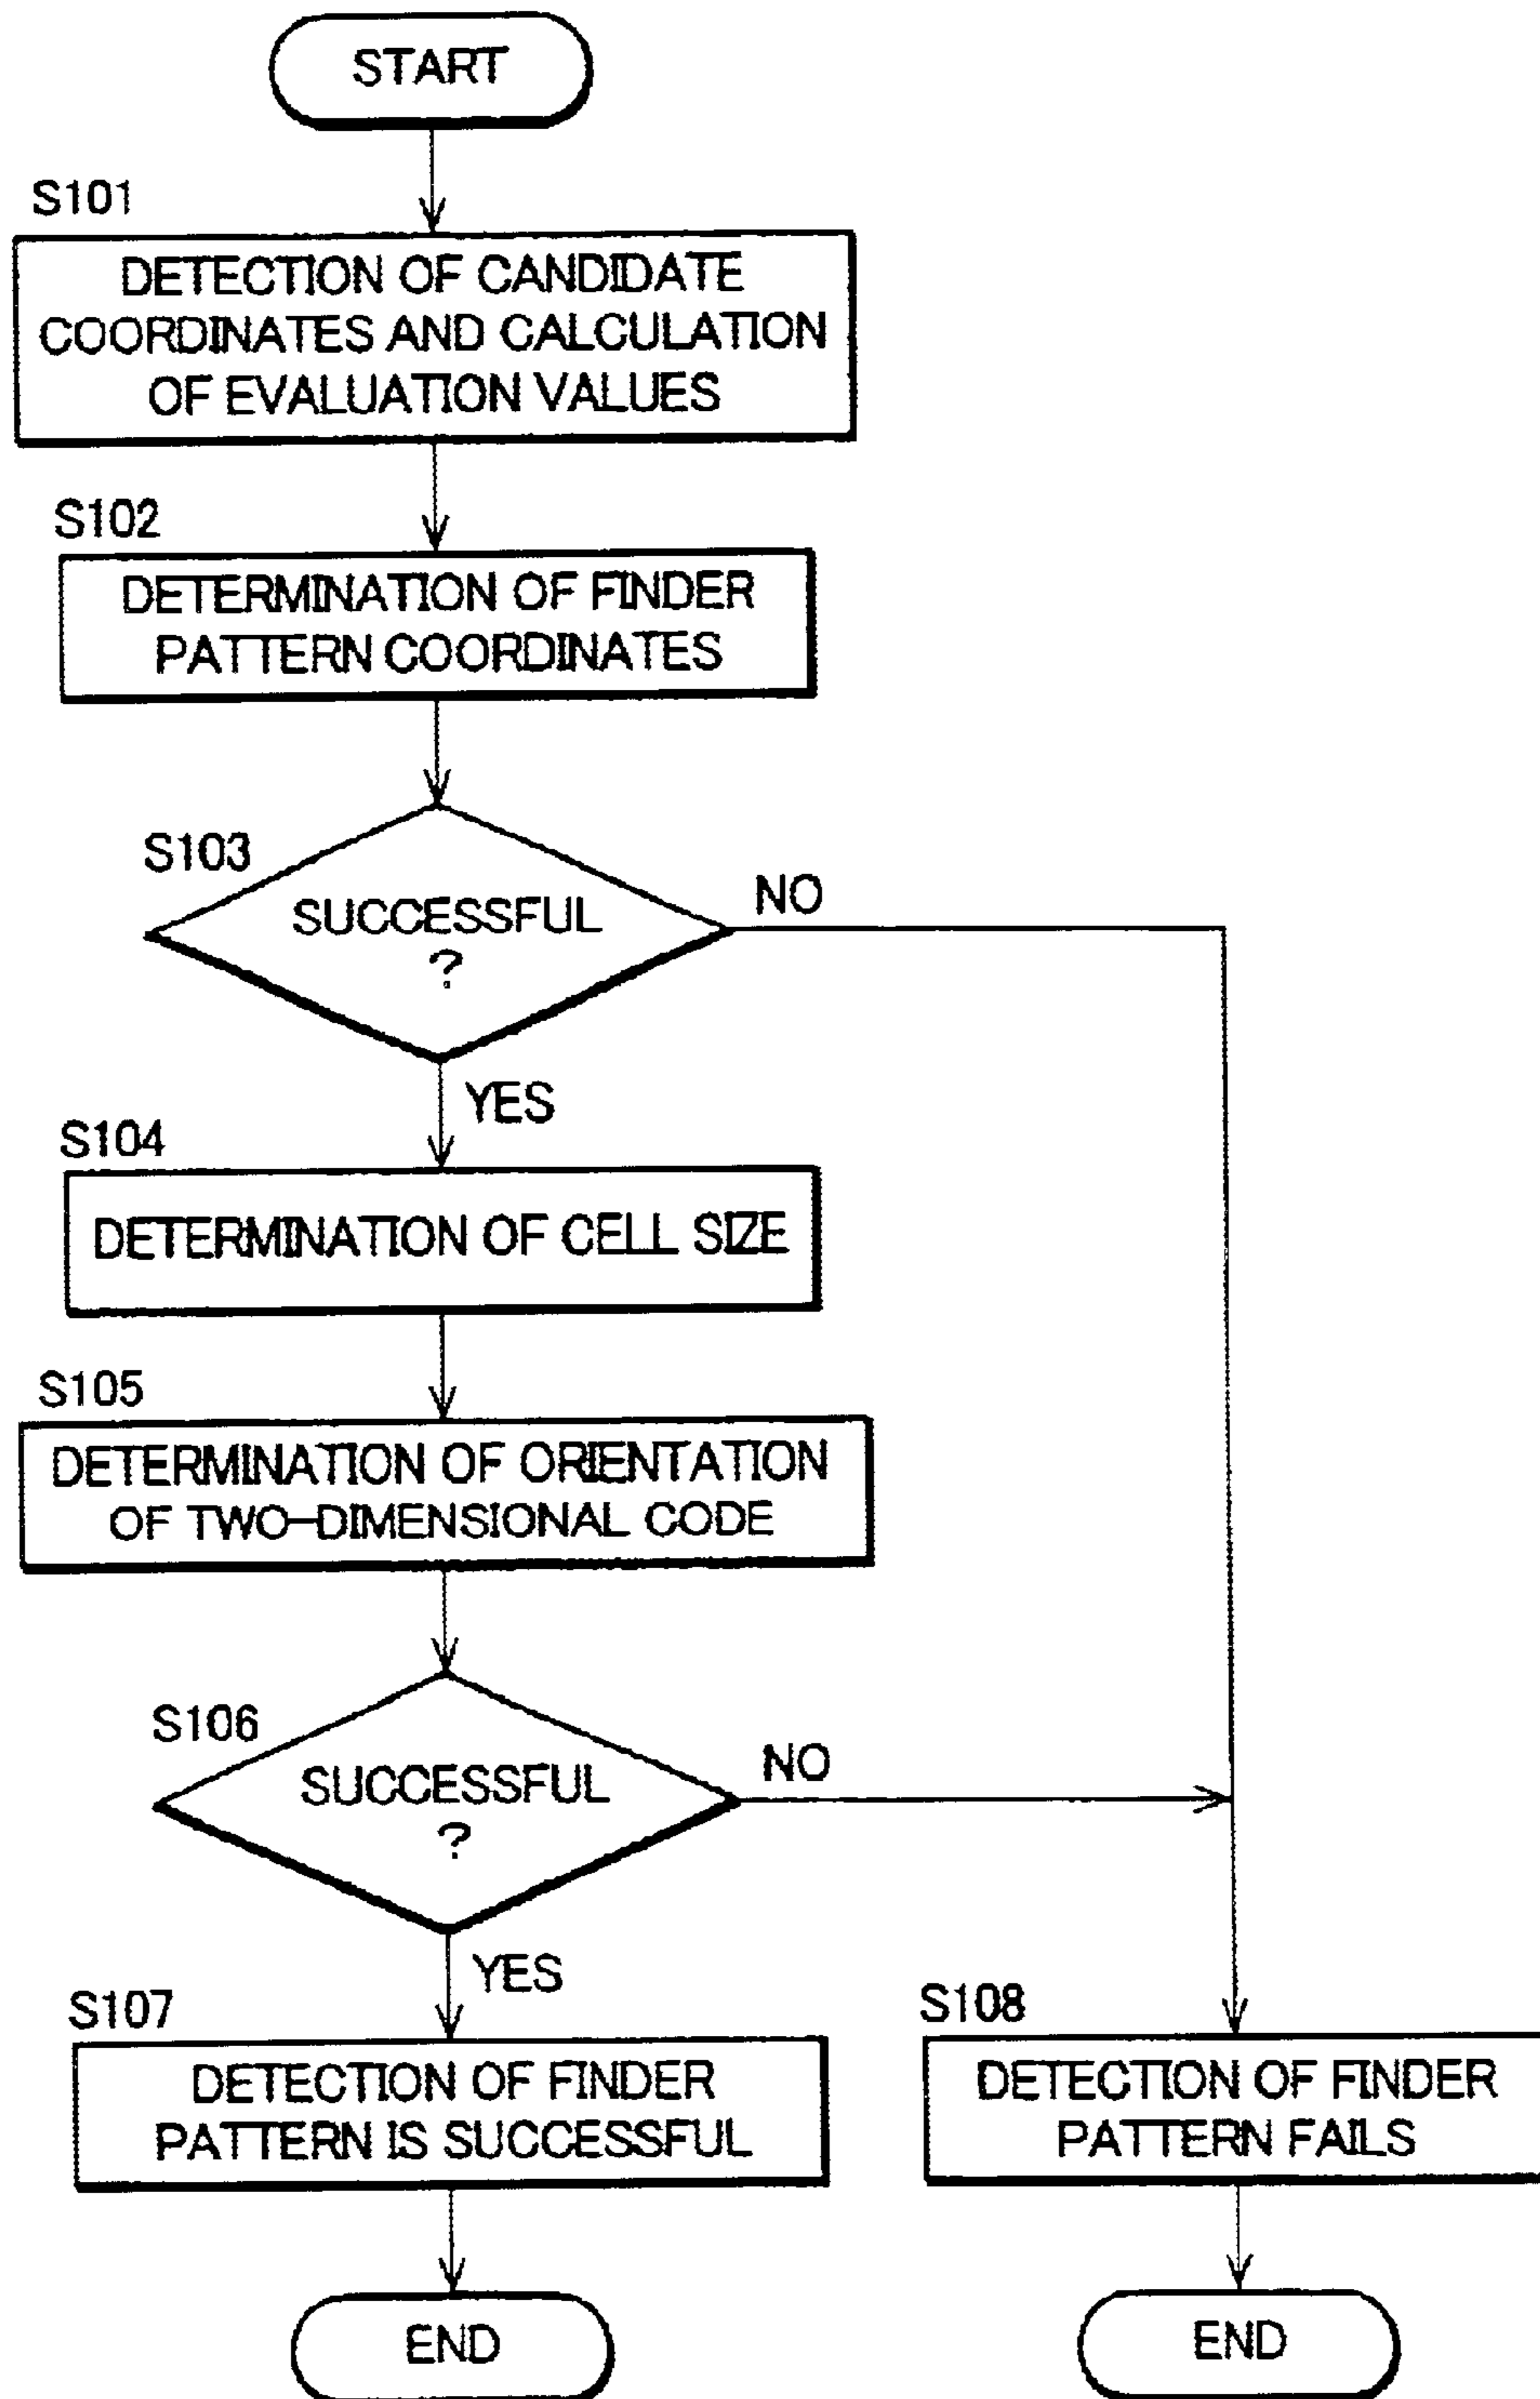 START
S101
DETECTION OF CANDIDATE
COORDINATES AND CALCULATION
OF EVALUATION VALUES
S102
DETERMINATION OF FINDER
PATTERN COORDINATES
S103
SUCCESSFUL
?
NO
YES
S104
DETERMINATION OF CELL SIZE
S105
DETERMINATION OF ORIENTATION
OF TWO-DIMENSIONAL CODE
S106
SUCCESSFUL
?
NO
YES
S107
DETECTION OF FINDER
PATTERN IS SUCCESSFUL
S108
DETECTION OF FINDER
PATTERN FAILS
END
END